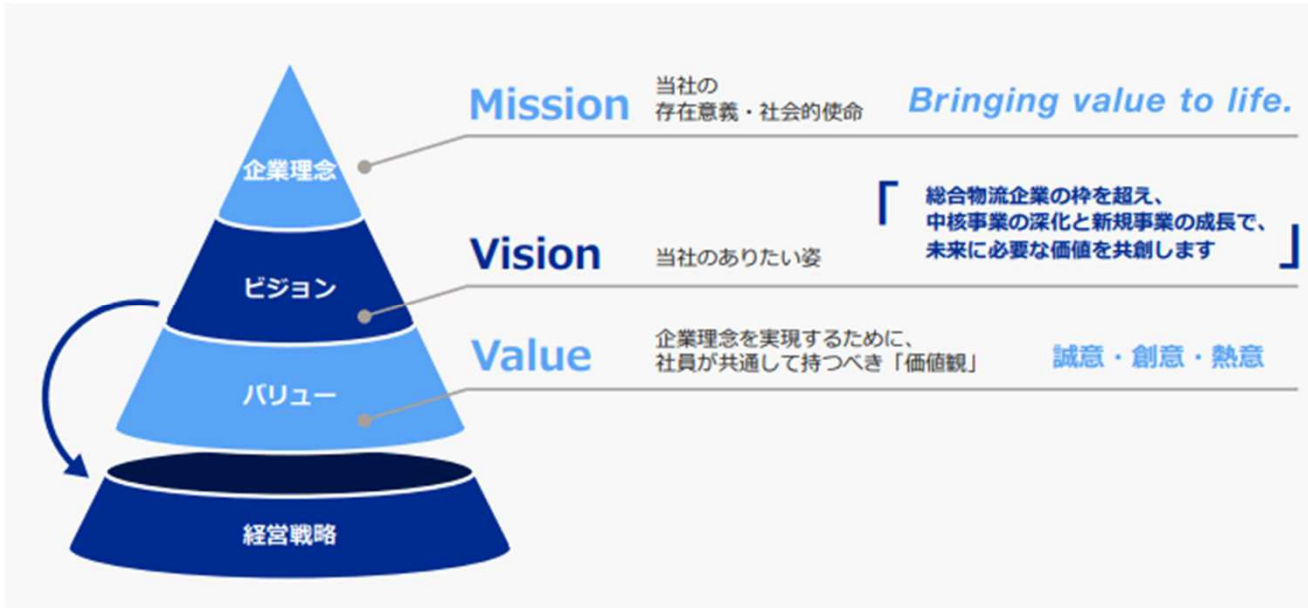 企業理念
ビジョン
バリュー
経営戦略
Mission
当社の
存在意義・社会的使命
Bringing value to life.
Vision
当社のありたい姿
「総合物流企業の枠を超え、
中核事業の深化と新規事業の成長で、
未来に必要な価値を共創します」
Value
企業理念を実現するために、
社員が共通して持つべき「価値観」
誠意・創意・熱意